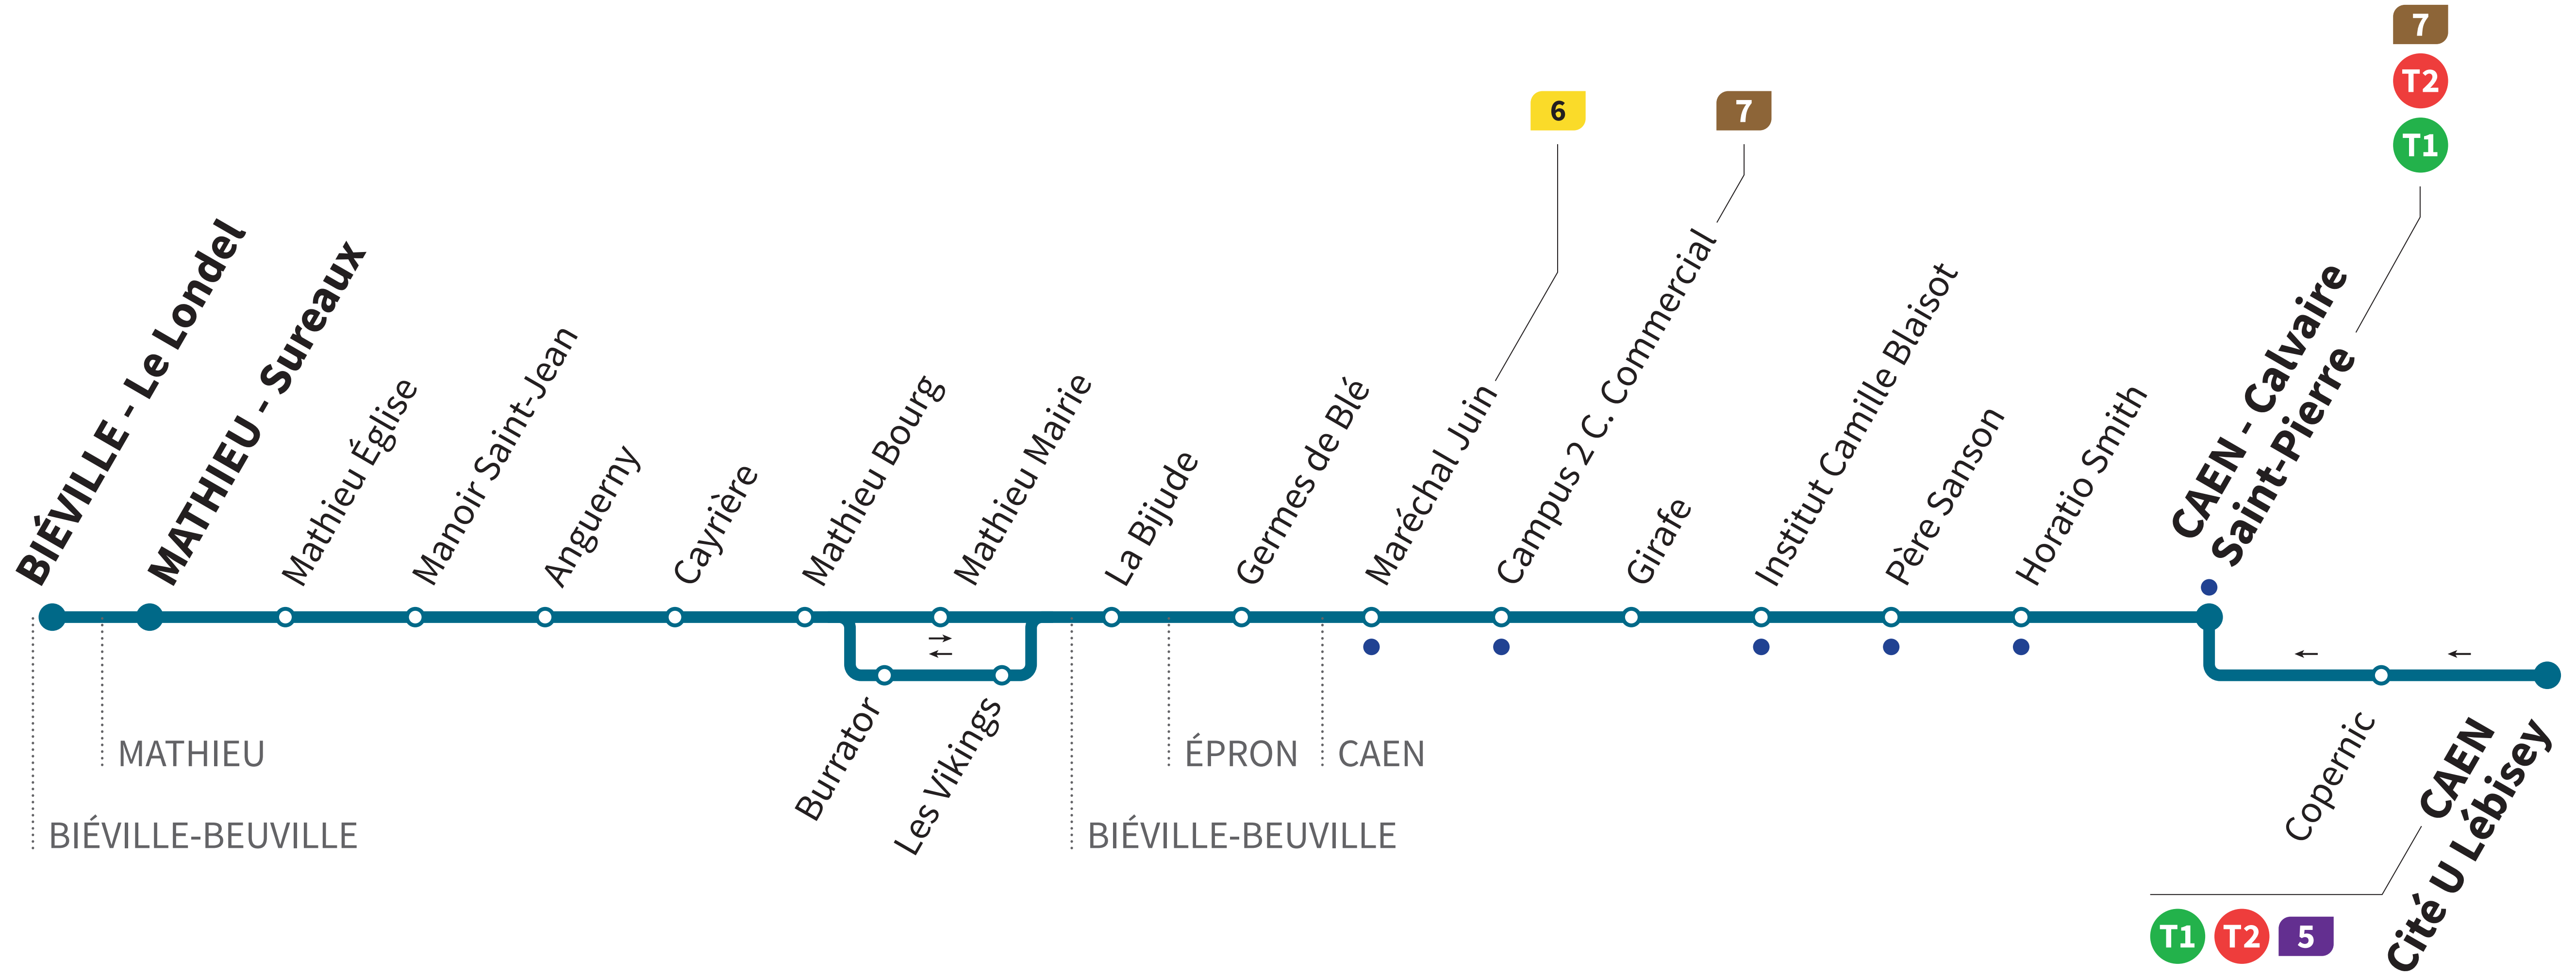 7
T2
T1
6
7
BIÉVILLE - Le Londel
MATHIEU - Sureaux
Mathieu Église
Manoir Saint-Jean
Anguerny
Cayrière
Mathieu Bourg
Mathieu Mairie
La Bijude
Germes de Blé
Maréchal Juin
Campus 2 C. Commercial
Girafe
Institut Camille Blaisot
Père Sanson
Horatio Smith
CAEN - Calvaire
Saint-Pierre
Burrator
Les Vikings
Copernic
CAEN
Cité U Lébisey
MATHIEU
ÉPRON
CAEN
BIÉVILLE-BEUVILLE
BIÉVILLE-BEUVILLE
T1 T2 5